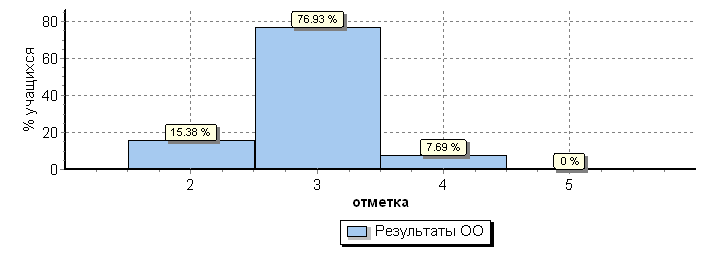 % учащихся
80
60
40
20
0
15.38 %
76.93 %
7.69 %
0 %
2 3 4 5
отметка
Результаты ОО